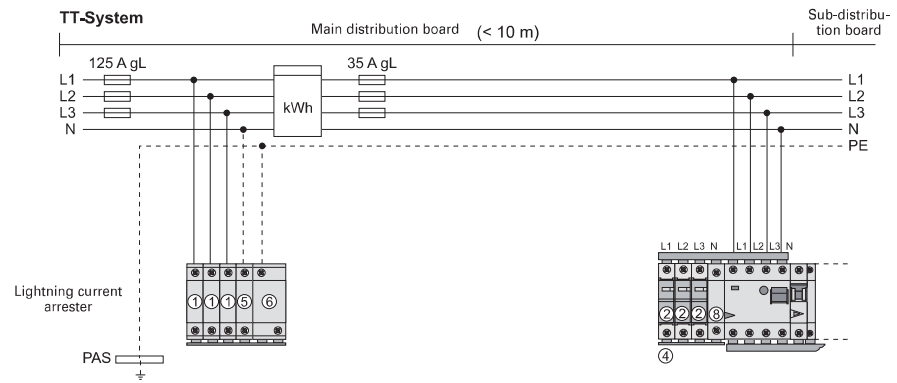 TT-System
Main distribution board (< 10 m)
Sub-distribu-
tion board
125 A gL
35 A gL
L1
L2
L3
N
kWh
L1
L2
L3
N
PE
L1 L2 L3 N
L1 L2 L3 N
Lightning current
arrester
1 1 1 5 6
2 2 2 8
4
PAS